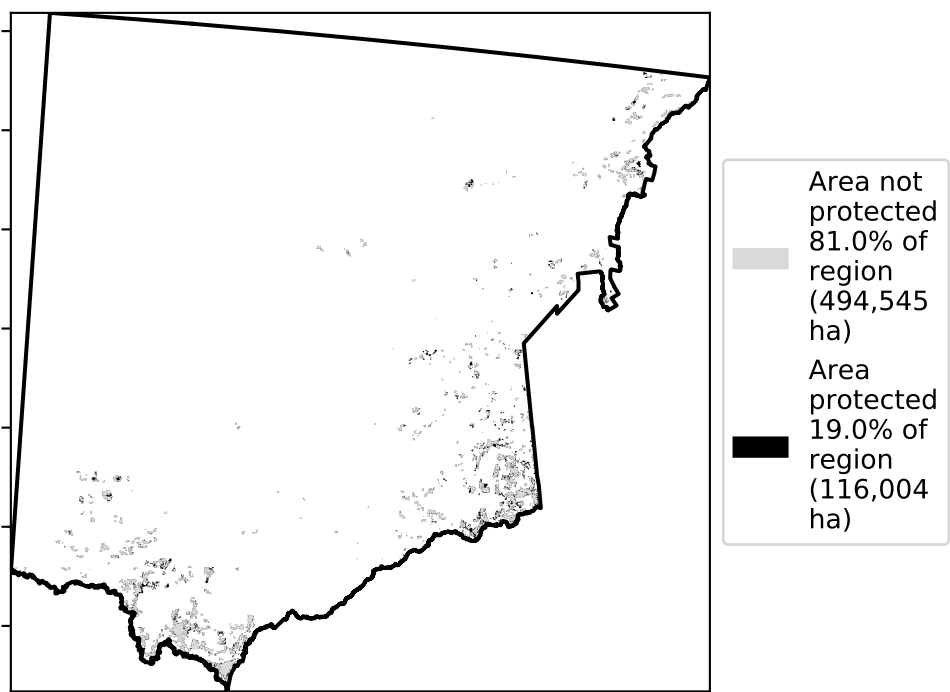 Area not
protected
81.0% of
region
(494,545
ha)
Area
protected
19.0% of
region
(116,004
ha)